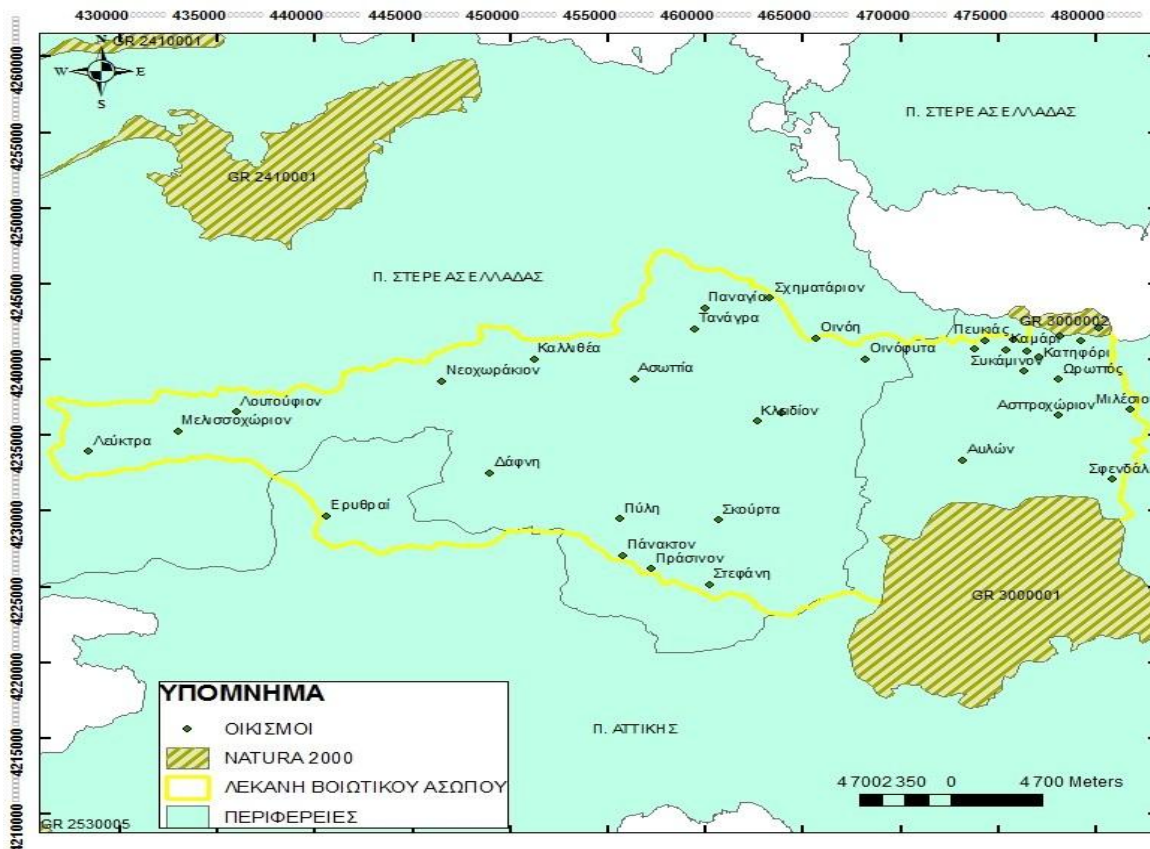 430000 435000 440000 445000 450000 455000 460000 465000 470000 475000 480000
GR 2410001
N
W E
S
4260000
4255000
4250000
4245000
4240000
4235000
4230000
4225000
4220000
4215000
4210000
Π. ΣΤΕΡΕΑΣ ΕΛΛΑΔΑΣ
GR 2410001
Π. ΣΤΕΡΕΑΣ ΕΛΛΑΔΑΣ
Σχηματάριον
Παναγία
Τανάγρα
GR 3000002
Οινόη
Πευκιάς
Καμάρι
Οινόφυτα
Κατηφόρι
Συκάμινον
Καλλιθέα
Ασωπία
Ωρωπός
Νεοχωράκιον
Μιλέσιο
Λουτούφιον
Κλειδίον
Ασπροχώριον
Μελισσοχώριον
Λεύκτρα
Αυλών
Δάφνη
Σφενδάλ
Ερυθραί
Πύλη
Σκούρτα
Πάνακτον
Πράσινον
Στεφάνη
GR 3000001
Π. ΑΤΤΙΚΗΣ
ΥΠΟΜΝΗΜΑ
ΟΙΚΙΣΜΟΙ
NATURA 2000
ΛΕΚΑΝΗ ΒΟΙΩΤΙΚΟΥ ΑΣΩΠΟΥ
ΠΕΡΙΦΕΡΕΙΕΣ
GR 2530005
4 7002 350 0 4 700 Meters